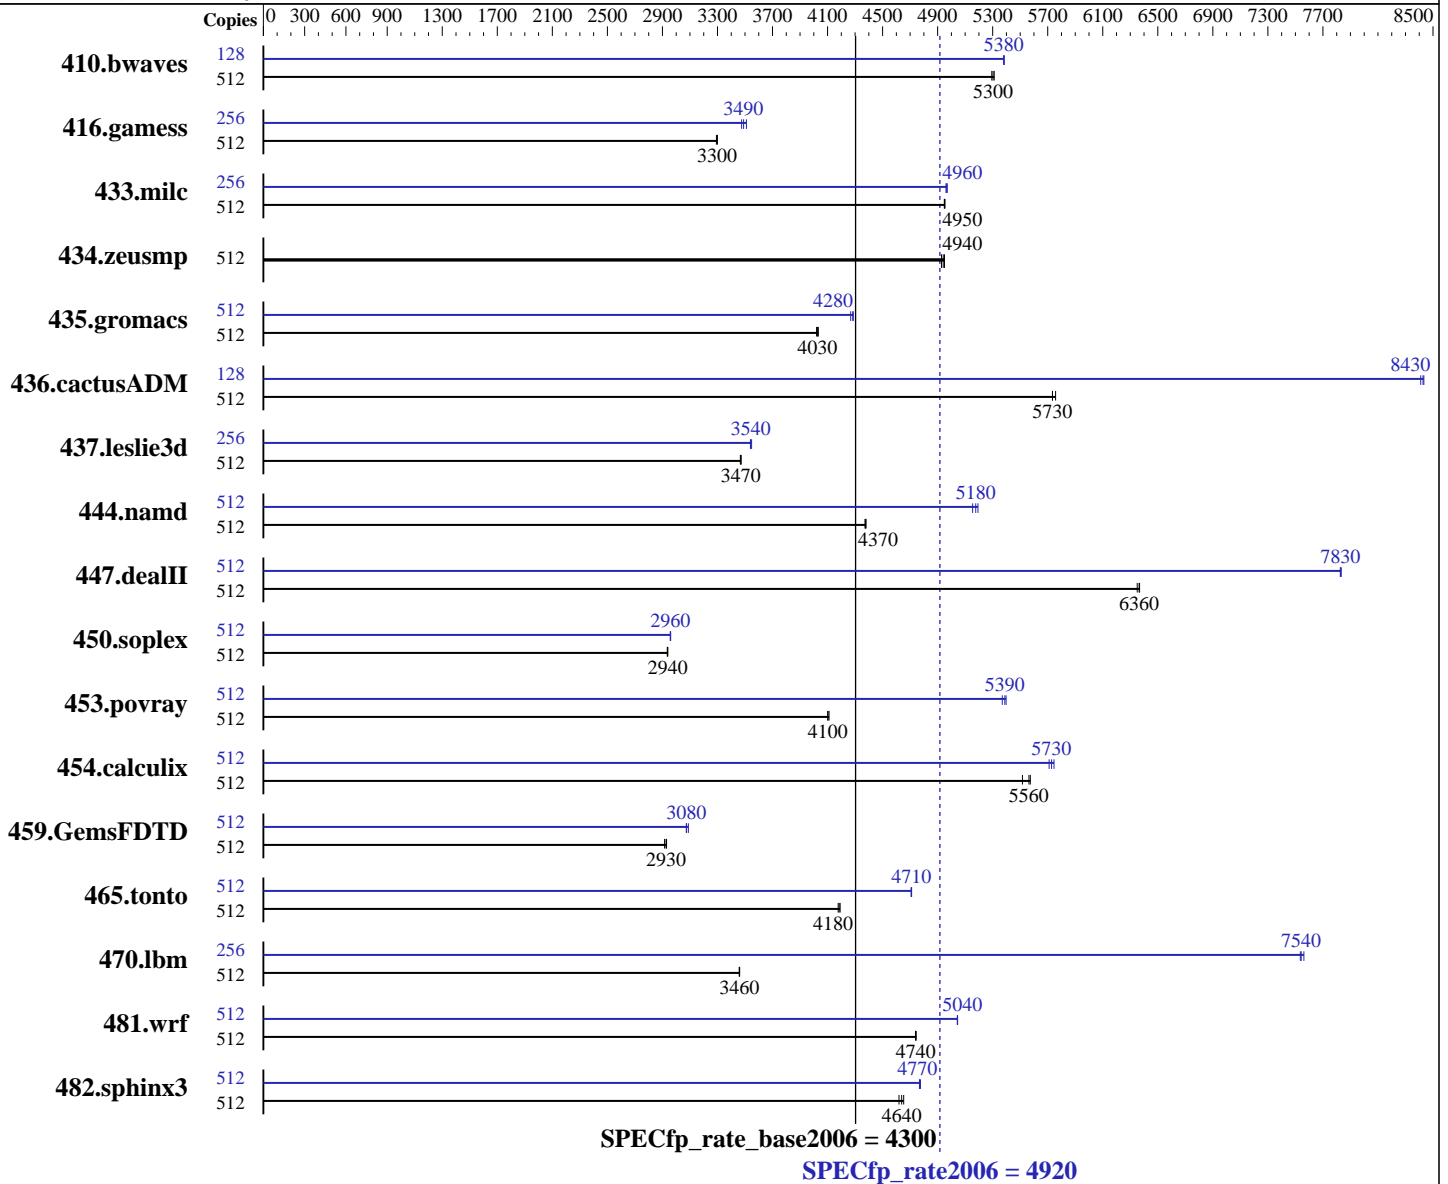 Copies 0 300 600 900 1300 1700 2100 2500 2900 3300 3700 4100 4500 4900 5300 5700 6100 6500 6900 7300 7700 8500
410.bwaves 128 5380
512 5300
416.gamess 256 3490
512 3300
433.milc 256 4960
512 4950
434.zeusmp 512 4940
435.gromacs 512 4280
512 4030
436.cactusADM 128 8430
512 5730
437.leslie3d 256 3540
512 3470
444.namd 512 5180
512 4370
447.dealII 512 7830
512 6360
450.soplex 512 2960
512 2940
453.povray 512 5390
512 4100
454.calculix 512 5730
512 5560
459.GemsFDTD 512 3080
512 2930
465.tonto 512 4710
512 4180
470.lbm 256 7540
512 3460
481.wrf 512 5040
512 4740
482.sphinx3 512 4770
512 4640
SPECfp_rate_base2006 = 4300
SPECfp_rate2006 = 4920